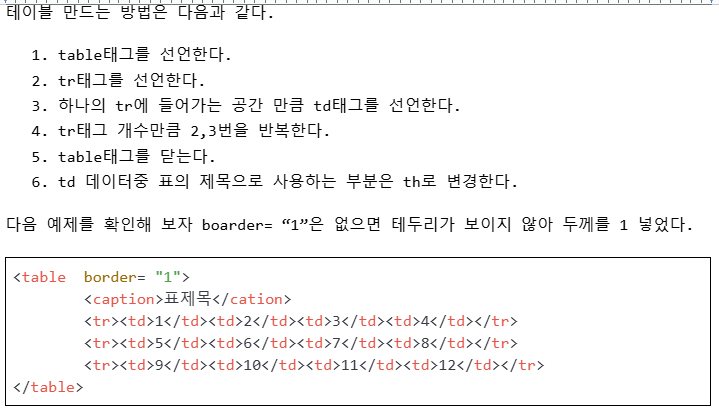 테이블 만드는 방법은 다음과 같다.
1. table태그를 선언한다.
2. tr태그를 선언한다.
3. 하나의 tr에 들어가는 공간 만큼 td태그를 선언한다.
4. tr태그 개수만큼 2,3번을 반복한다.
5. table태그를 닫는다.
6. td 데이터중 표의 제목으로 사용하는 부분은 th로 변경한다.
다음 예제를 확인해 보자 boarder= “1”은 없으면 테두리가 보이지 않아 두께를 1 넣었다.
<table  border= "1">
        <caption>표제목</cation>
        <tr><td>1</td><td>2</td><td>3</td><td>4</td></tr>
        <tr><td>5</td><td>6</td><td>7</td><td>8</td></tr>
        <tr><td>9</td><td>10</td><td>11</td><td>12</td></tr>
</table>